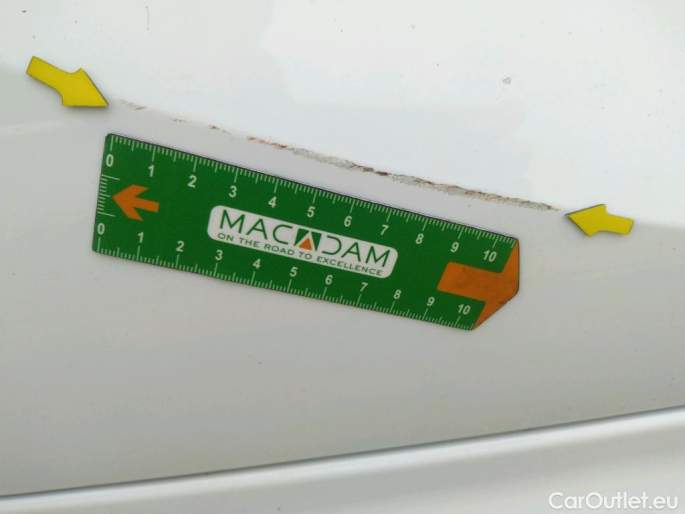 0 1 2 3 4 5 6 7 8 9 10
MACADAM
ON THE ROAD TO EXCELLENCE
0 1 2 3 4 5 6 7 8 9 10
CarOutlet.eu